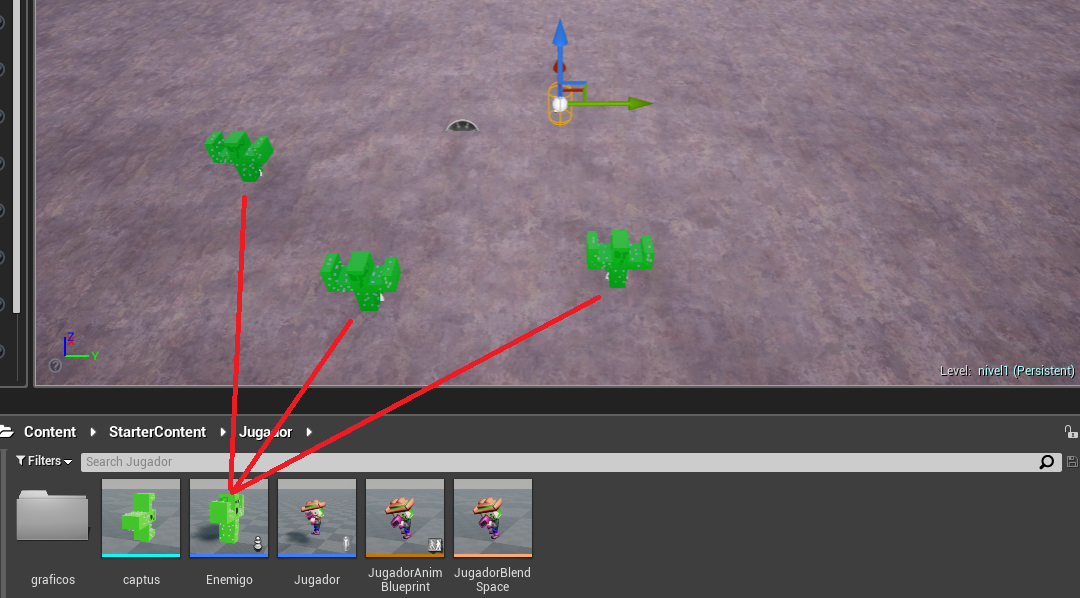 Z
Y
?
Level: nivel1 (Persistent)
Content StarterContent Jugador
Filters Search Jugador
graficos captus Enemigo Jugador JugadorAnim JugadorBlend
Blueprint Space